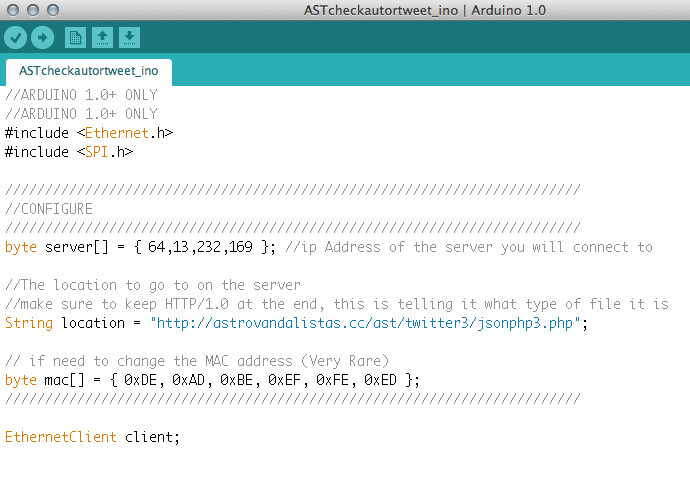 ASTcheckautortweet_ino | Arduino 1.0
ASTcheckautortweet_ino
//ARDUINO 1.0+ ONLY
//ARDUINO 1.0+ ONLY
#include <Ethernet.h>
#include <SPI.h>
////////////////////////////////////////////////////////////////////////
//CONFIGURE
////////////////////////////////////////////////////////////////////////
byte server[] = { 64,13,232,169 }; //ip Address of the server you will connect to
//The location to go to on the server
//make sure to keep HTTP/1.0 at the end, this is telling it what type of file it is
String location = "http://astrovandalistas.cc/ast/twitter3/jsonphp3.php";
// if need to change the MAC address (Very Rare)
byte mac[] = { 0xDE, 0xAD, 0xBE, 0xEF, 0xFE, 0xED };
////////////////////////////////////////////////////////////////////////
EthernetClient client;